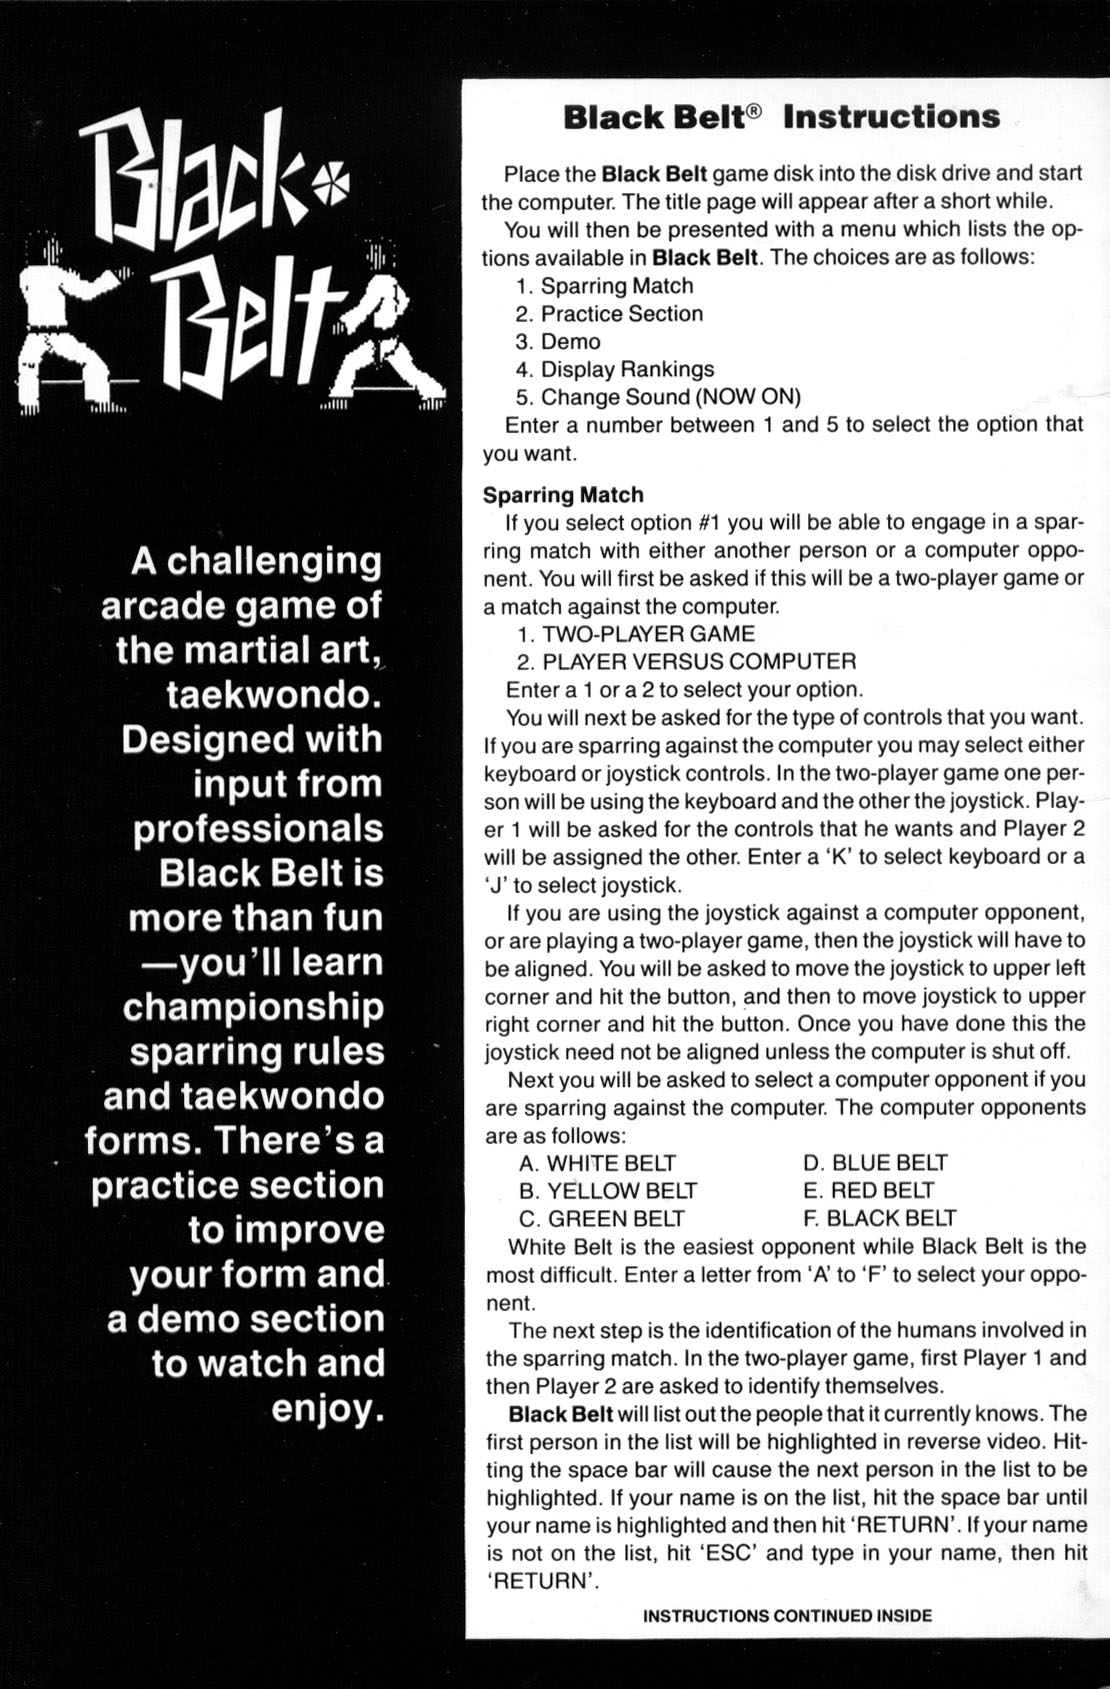 Black
Belt
A challenging
arcade game of
the martial art,
taekwondo.
Designed with
input from
professionals
Black Belt is
more than fun
—you'll learn
championship
sparring rules
and taekwondo
forms. There's a
practice section
to improve
your form and
a demo section
to watch and
enjoy.
Black Belt® Instructions
Place the Black Belt game disk into the disk drive and start
the computer. The title page will appear after a short while.
You will then be presented with a menu which lists the op-
tions available in Black Belt. The choices are as follows:
1. Sparring Match
2. Practice Section
3. Demo
4. Display Rankings
5. Change Sound (NOW ON)
Enter a number between 1 and 5 to select the option that
you want.
Sparring Match
If you select option #1 you will be able to engage in a spar-
ring match with either another person or a computer oppo-
nent. You will first be asked if this will be a two-player game or
a match against the computer.
1. TWO-PLAYER GAME
2. PLAYER VERSUS COMPUTER
Enter a 1 or a 2 to select your option.
You will next be asked for the type of controls that you want.
If you are sparring against the computer you may select either
keyboard or joystick controls. In the two-player game one per-
son will be using the keyboard and the other the joystick. Play-
er 1 will be asked for the controls that he wants and Player 2
will be assigned the other. Enter a 'K' to select keyboard or a
'J' to select joystick.
If you are using the joystick against a computer opponent,
or are playing a two-player game, then the joystick will have to
be aligned. You will be asked to move the joystick to upper left
corner and hit the button, and then to move joystick to upper
right corner and hit the button. Once you have done this the
joystick need not be aligned unless the computer is shut off.
Next you will be asked to select a computer opponent if you
are sparring against the computer. The computer opponents
are as follows:
A. WHITE BELT D. BLUE BELT
B. YELLOW BELT E. RED BELT
C. GREEN BELT F. BLACK BELT
White Belt is the easiest opponent while Black Belt is the
most difficult. Enter a letter from 'A' to 'F' to select your oppo-
nent.
The next step is the identification of the humans involved in
the sparring match. In the two-player game, first Player 1 and
then Player 2 are asked to identify themselves.
Black Belt will list out the people that it currently knows. The
first person in the list will be highlighted in reverse video. Hit-
ting the space bar will cause the next person in the list to be
highlighted. If your name is on the list, hit the space bar until
your name is highlighted and then hit 'RETURN'. If your name
is not on the list, hit 'ESC' and type in your name, then hit
'RETURN'.
INSTRUCTIONS CONTINUED INSIDE